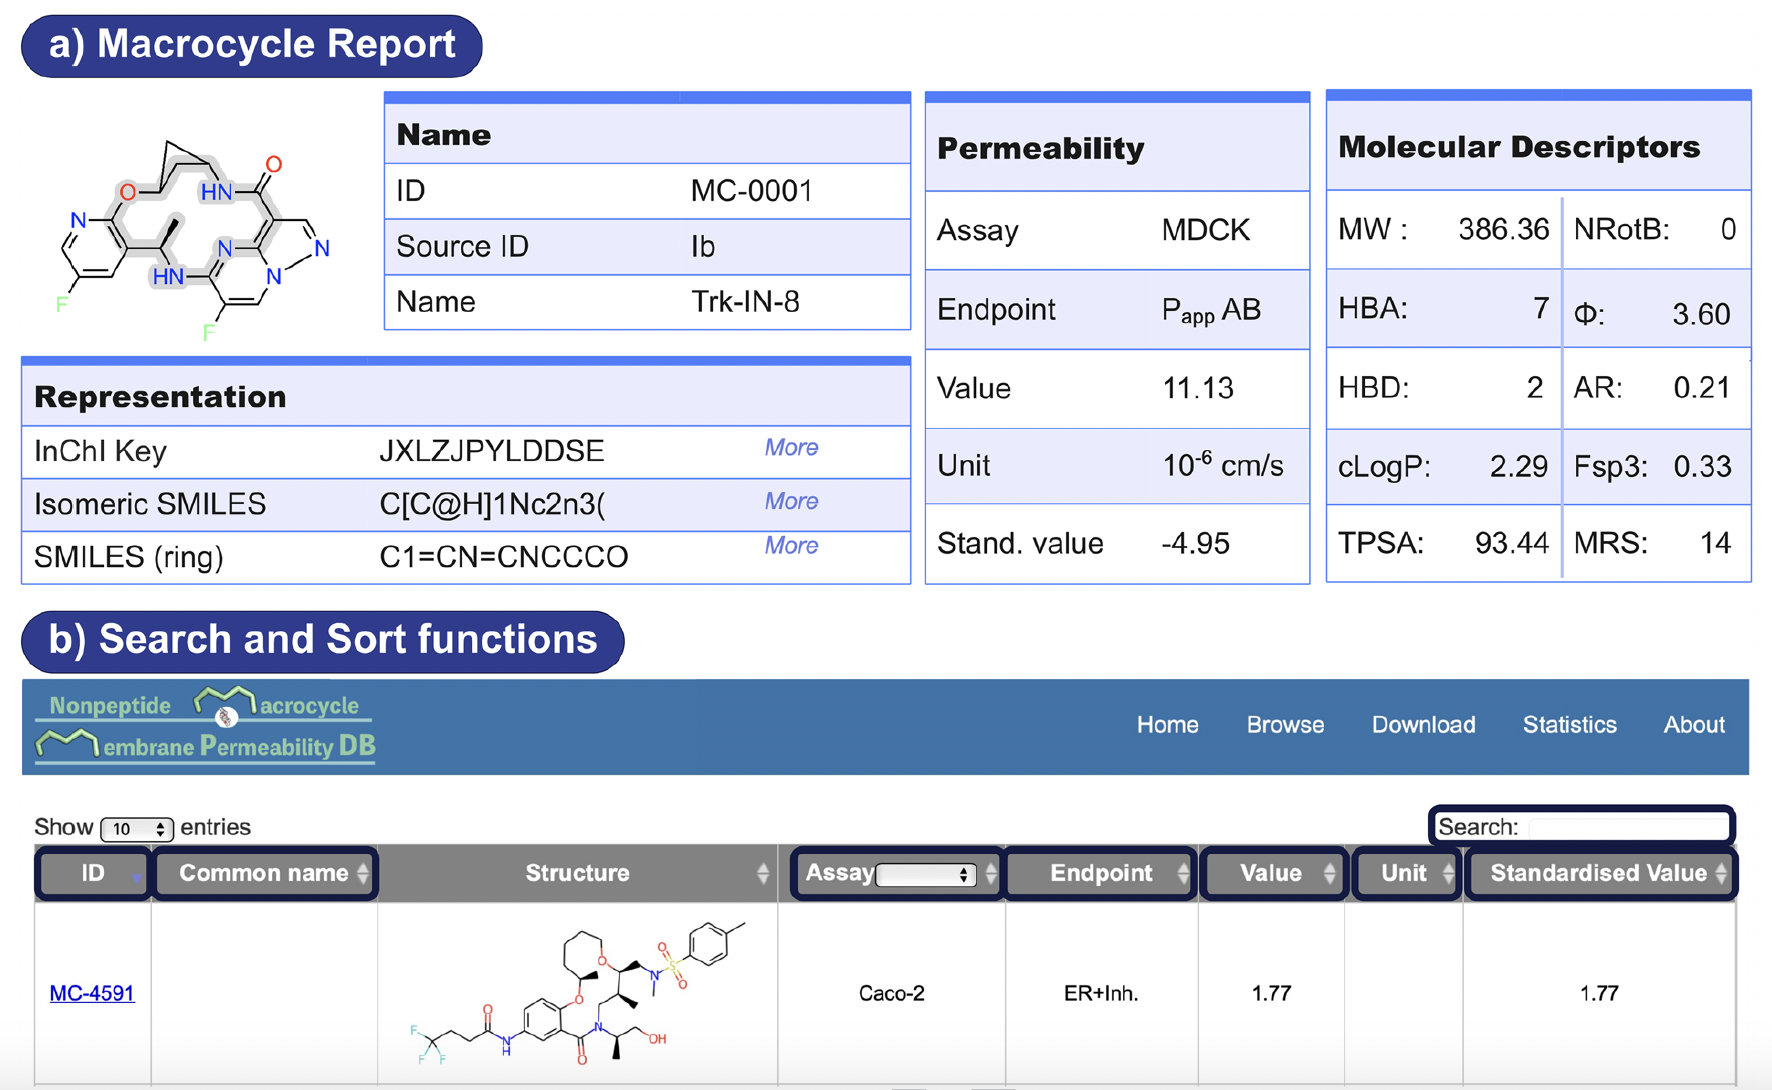 a) Macrocycle Report
O
HN
O
N
N
N
HN
N
F
F
Name
ID MC-0001
Source ID Ib
Name Trk-IN-8
Representation
InChI Key JXLZJPYLDDSE More
Isomeric SMILES C[C@H]1Nc2n3( More
SMILES (ring) C1=CN=CNCCCO More
Permeability
Assay MDCK
Endpoint Papp AB
Value 11.13
Unit 10-6 cm/s
Stand. value -4.95
Molecular Descriptors
MW : 386.36 NRotB: 0
HBA: 7 Φ: 3.60
HBD: 2 AR: 0.21
cLogP: 2.29 Fsp3: 0.33
TPSA: 93.44 MRS: 14
b) Search and Sort functions
Nonpeptide acrocycle
embrane Permeability DB
Home Browse Download Statistics About
Show 10 entries
Search:
ID Common name Structure Assay Endpoint Value Unit Standardised Value
MC-4591 Caco-2 ER+Inh. 1.77 1.77
O
O
S
O
N
O
O
N
OH
O
N
H
F
F
F